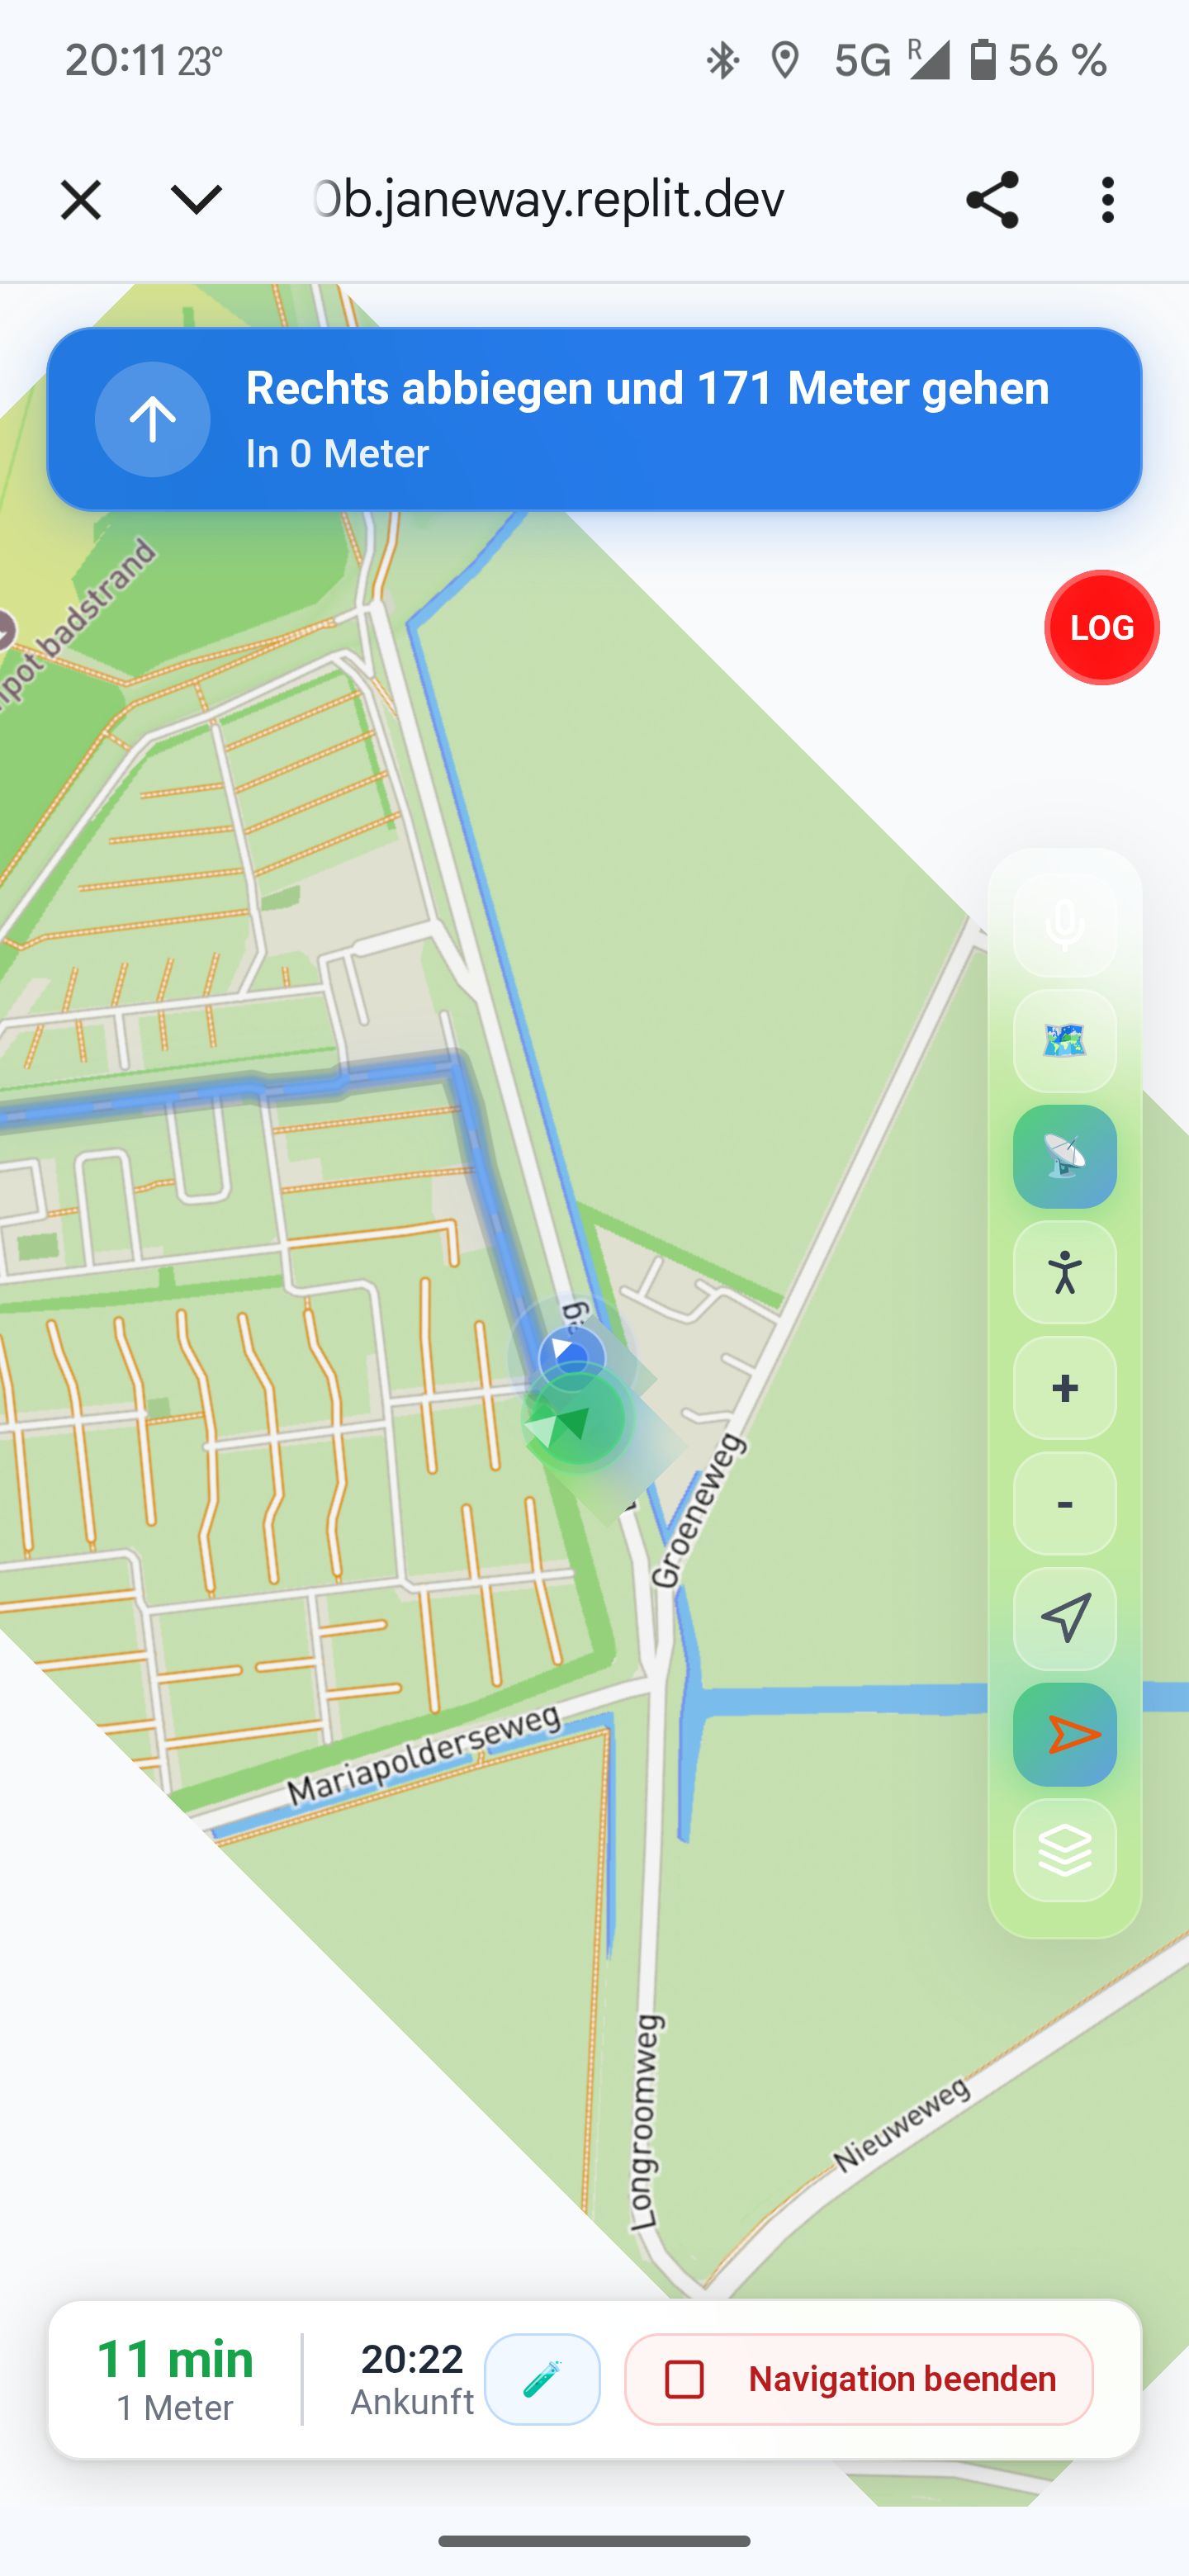 20:11 23°
5G R 56 %
0b.janeway.replit.dev
Rechts abbiegen und 171 Meter gehen
In 0 Meter
badstrand
LOG
+
-
Groeneweg
Mariapolderseweg
Longroomweg
Nieuweweg
11 min
1 Meter
20:22
Ankunft
Navigation beenden